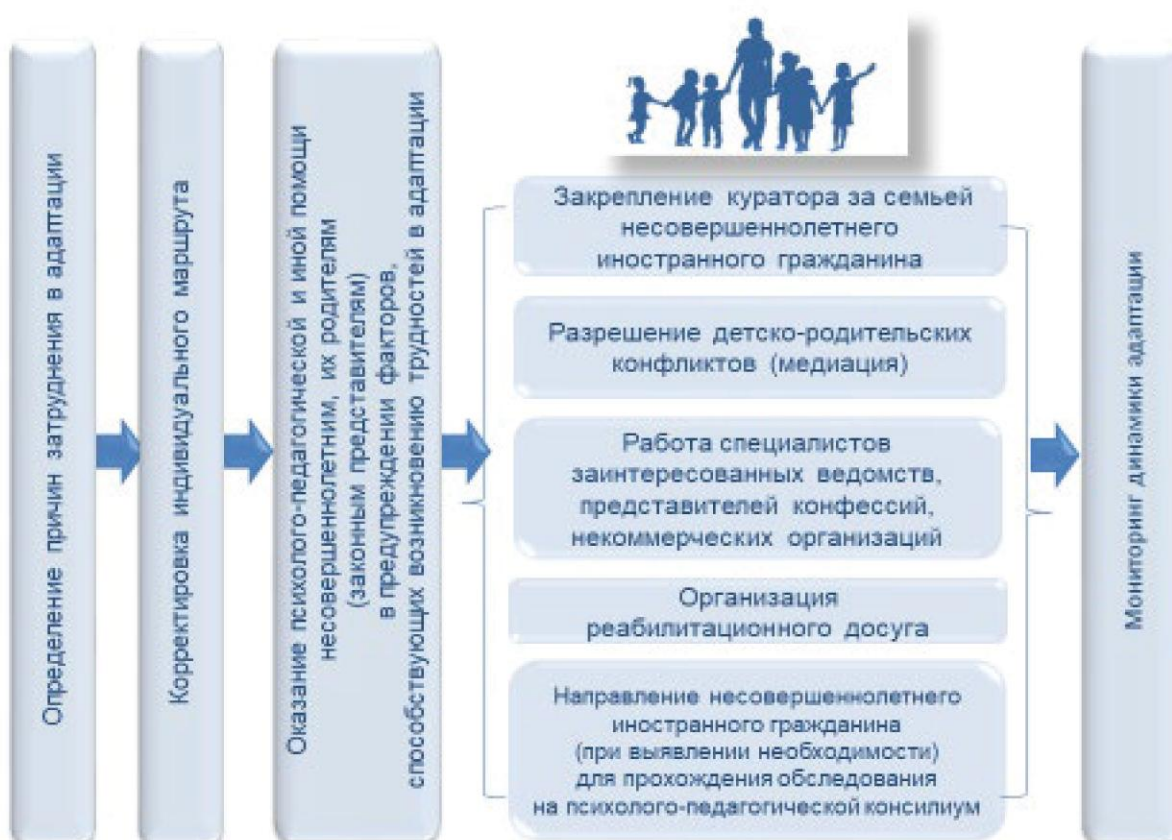 Определение причин затруднения в адаптации
Корректировка индивидуального маршрута
Оказание психолого-педагогической и иной помощи
несовершеннолетним, их родителям
(законным представителям)
в предупреждении факторов,
способствующих возникновению трудностей в адаптации
Закрепление куратора за семьей
несовершеннолетнего
иностранного гражданина
Разрешение детско-родительских
конфликтов (медиация)
Работа специалистов
заинтересованных ведомств,
представителей конфессий,
некоммерческих организаций
Организация
реабилитационного досуга
Направление несовершеннолетнего
иностранного гражданина
(при выявлении необходимости)
для прохождения обследования
на психолого-педагогической консилиум
Мониторинг динамики адаптации